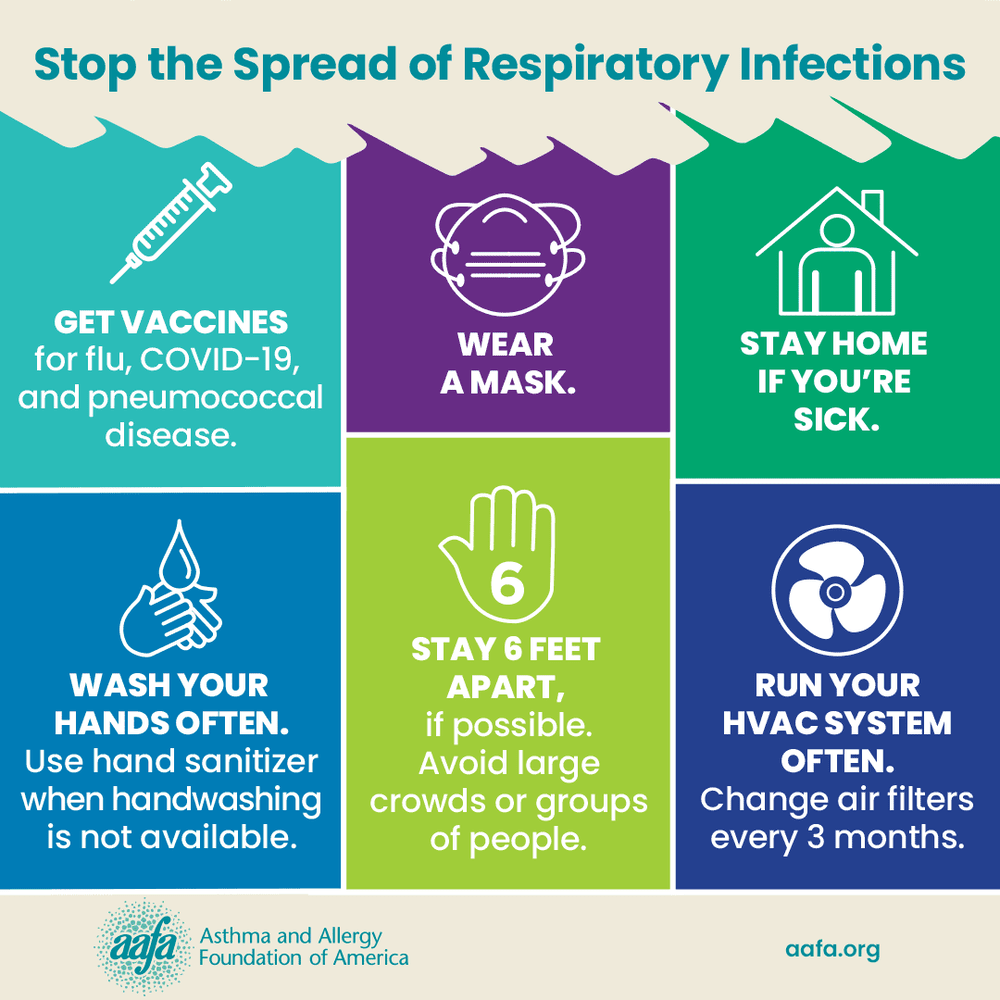 Stop the Spread of Respiratory Infections
GET VACCINES
for flu, COVID-19,
and pneumococcal
disease.
WEAR
A MASK.
STAY HOME
IF YOU'RE
SICK.
WASH YOUR
HANDS OFTEN.
Use hand sanitizer
when handwashing
is not available.
6
STAY 6 FEET
APART,
if possible.
Avoid large
crowds or groups
of people.
RUN YOUR
HVAC SYSTEM
OFTEN.
Change air filters
every 3 months.
aafa
Asthma and Allergy
Foundation of America
aafa.org